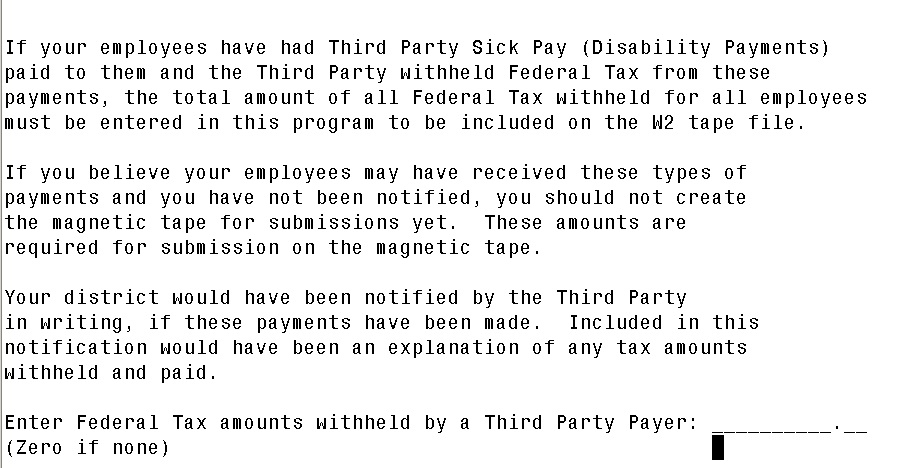 If your employees have had Third Party Sick Pay (Disability Payments)
paid to them and the Third Party withheld Federal Tax from these
payments, the total amount of all Federal Tax withheld for all employees
must be entered in this program to be included on the W2 tape file.
If you believe your employees may have received these types of
payments and you have not been notified, you should not create
the magnetic tape for submissions yet.  These amounts are
required for submission on the magnetic tape.
Your district would have been notified by the Third Party
in writing, if these payments have been made.  Included in this
notification would have been an explanation of any tax amounts
withheld and paid.
Enter Federal Tax amounts withheld by a Third Party Payer: __________.__
(Zero if none)